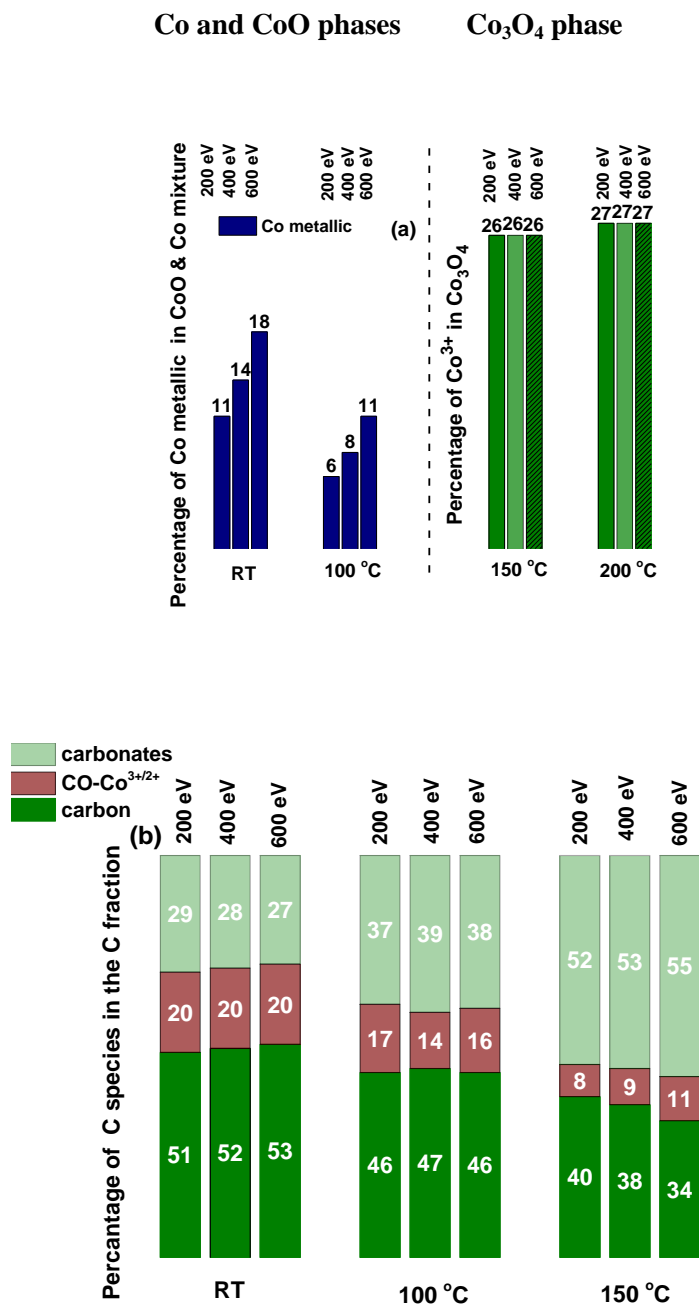 Co and CoO phases
Co₃O₄ phase
Percentage of Co metallic in CoO & Co mixture
200 eV
400 eV
600 eV
200 eV
400 eV
600 eV
Co metallic
(a)
11
14
18
6
8
11
RT
100 °C
Percentage of Co³⁺ in Co₃O₄
200 eV
400 eV
600 eV
200 eV
400 eV
600 eV
26 26 26
27 27 27
150 °C
200 °C
carbonates
CO-Co³⁺/²⁺
carbon
(b)
Percantage of C species in the C fraction
200 eV
400 eV
600 eV
200 eV
400 eV
600 eV
200 eV
400 eV
600 eV
29 28 27
20 20 20
51 52 53
37 39 38
17 14 16
46 47 46
52 53 55
8 9 11
40 38 34
RT
100 °C
150 °C